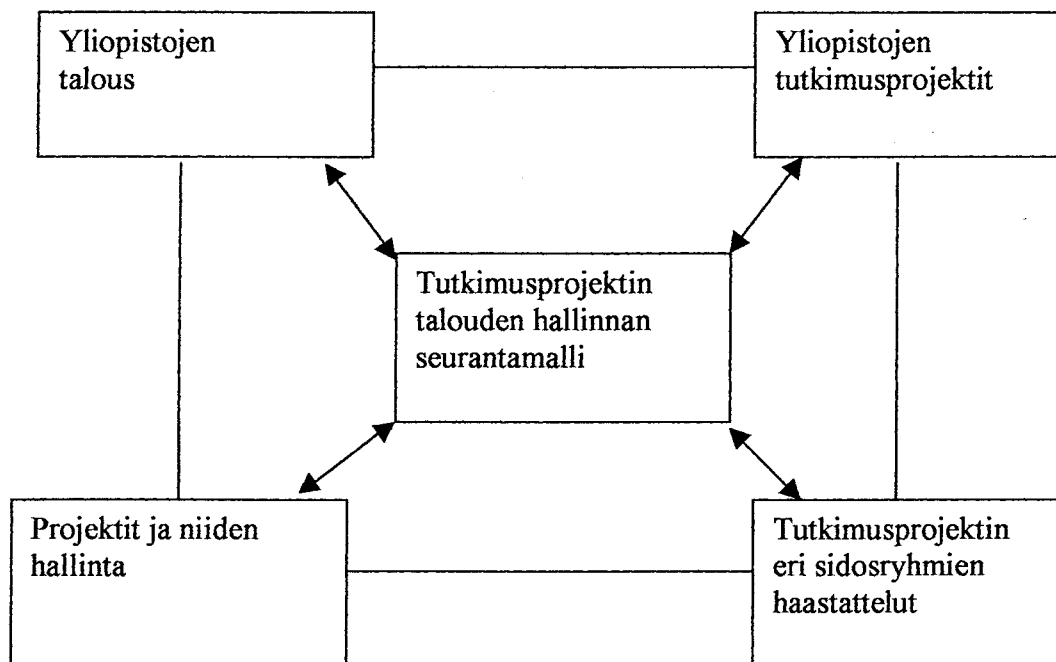 Yliopistojen
talous
Yliopistojen
tutkimusprojektit
Tutkimusprojektin
talouden hallinnan
seurantamalli
Projektit ja niiden
hallinta
Tutkimusprojektin
eri sidosryhmien
haastattelut